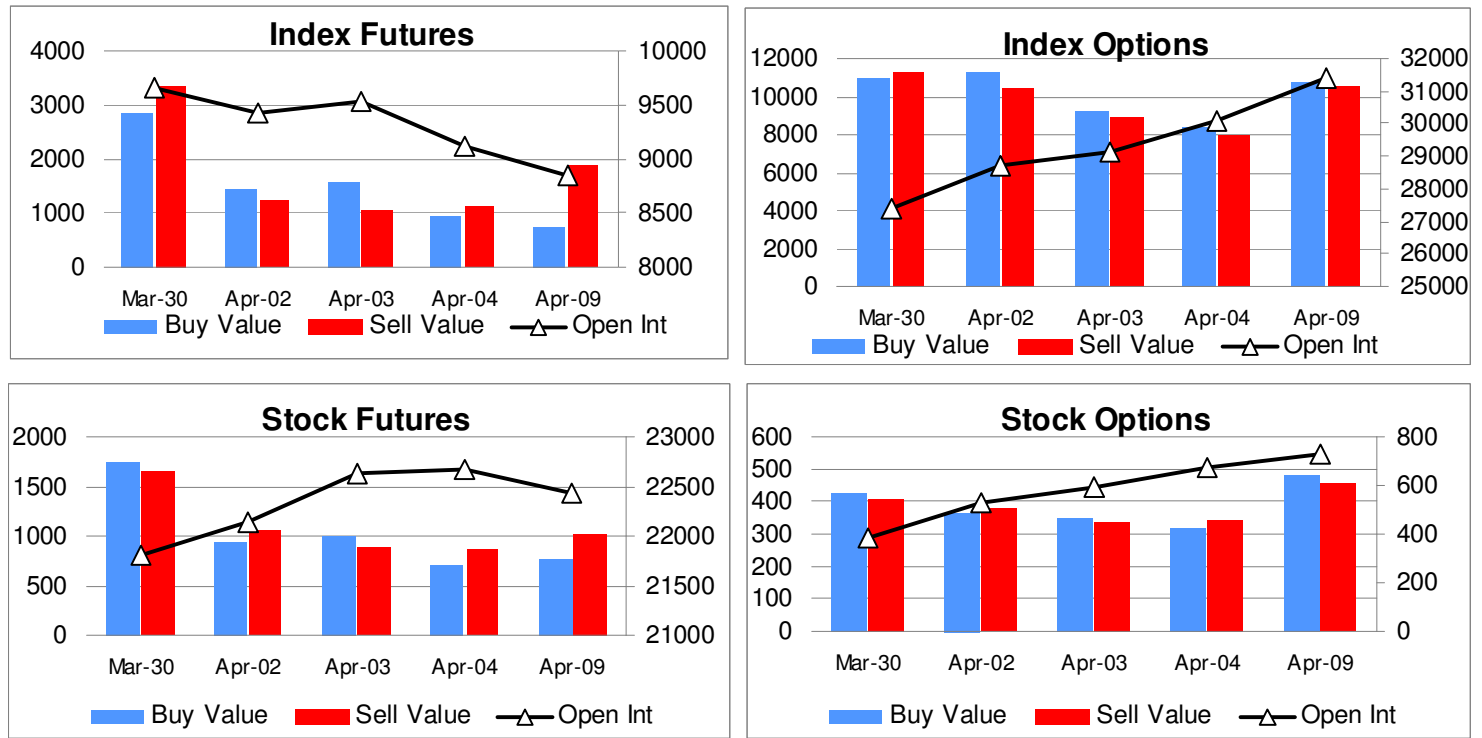 Index Futures
4000 10000
3000 9500
2000 9000
1000 8500
0 8000
Mar-30 Apr-02 Apr-03 Apr-04 Apr-09
Buy Value Sell Value Open Int
Index Options
12000 32000
10000 31000
8000 30000
6000 29000
4000 28000
2000 27000
0 26000
25000
Mar-30 Apr-02 Apr-03 Apr-04 Apr-09
Buy Value Sell Value Open Int
Stock Futures
2000 23000
1500 22500
1000 22000
500 21500
0 21000
Mar-30 Apr-02 Apr-03 Apr-04 Apr-09
Buy Value Sell Value Open Int
Stock Options
600 800
500 600
400 400
300 200
200 0
100
0
Mar-30 Apr-02 Apr-03 Apr-04 Apr-09
Buy Value Sell Value Open Int